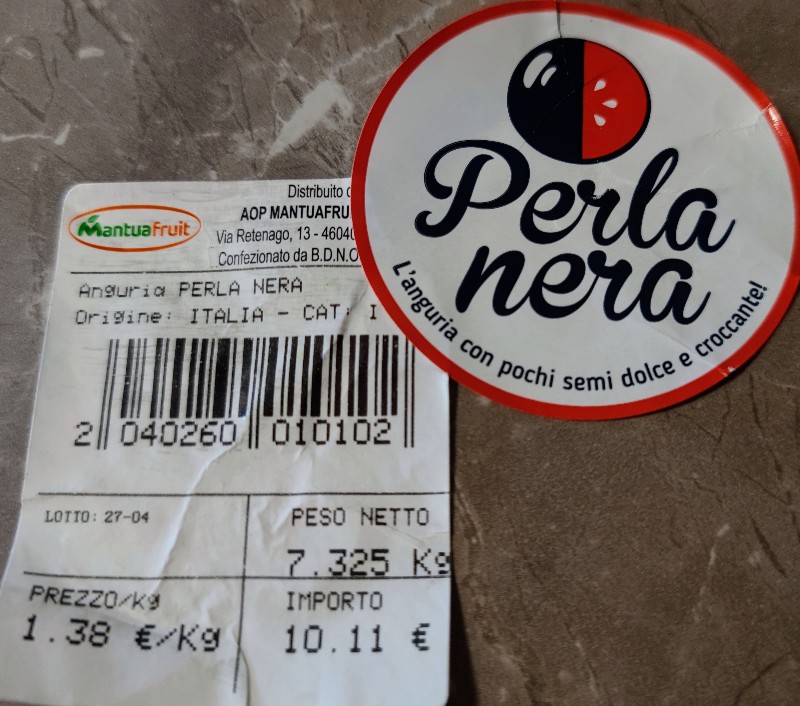 MantuaFruit
Distribuito
AOP MANTUAFRU
Via Retenago, 13 - 4604
Confezionato da B.D.N.O
Anguria PERLA NERA
Origine: ITALIA - CAT: I
2 040260 010102
LOTTO: 27-04
PESO NETTO
7.325 Kg
PREZZO/Kg
1.38 €/Kg
IMPORTO
10.11 €
Perla
nera
L'anguria con pochi semi dolce e croccante!